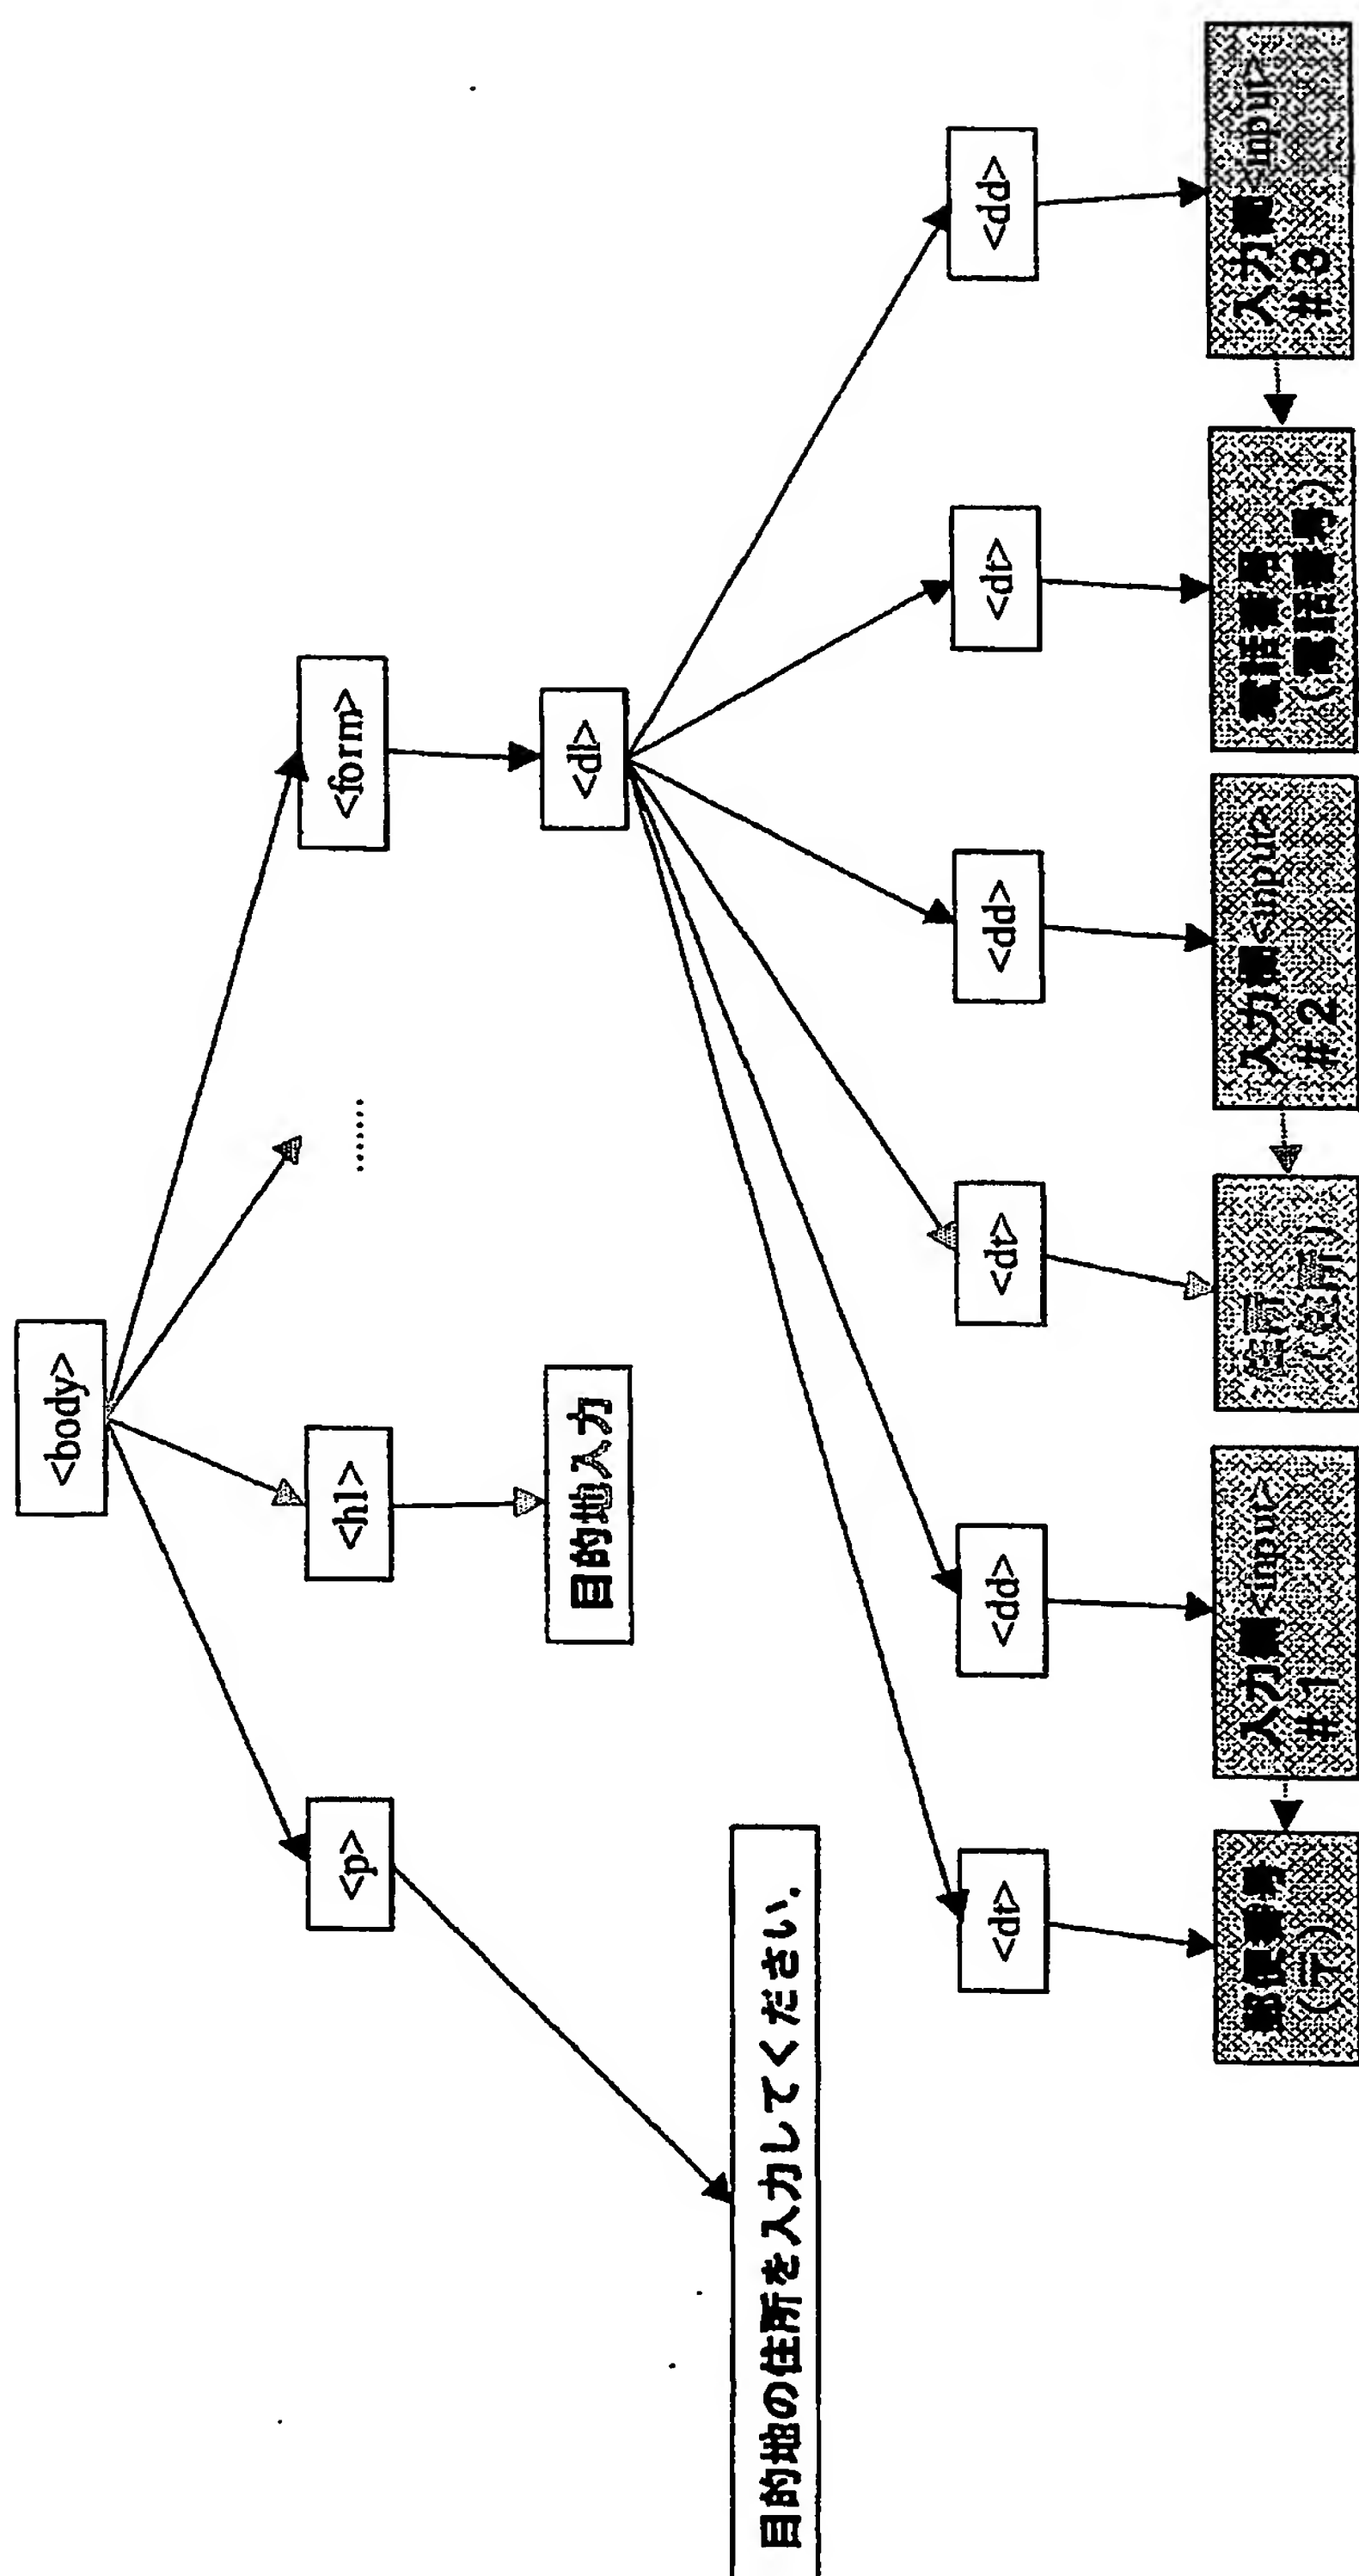 <body>
<p>
<h1>
.......
<form>
目的地入力
<dl>
目的地の住所を入力してください.
<dt>
<dd>
<dt>
<dd>
<dt>
<dd>
郵便番号
(〒)
入力欄<input>
#1
住所
(住所)
入力欄<input>
#2
電話番号
(電話番号)
入力欄<input>
#3